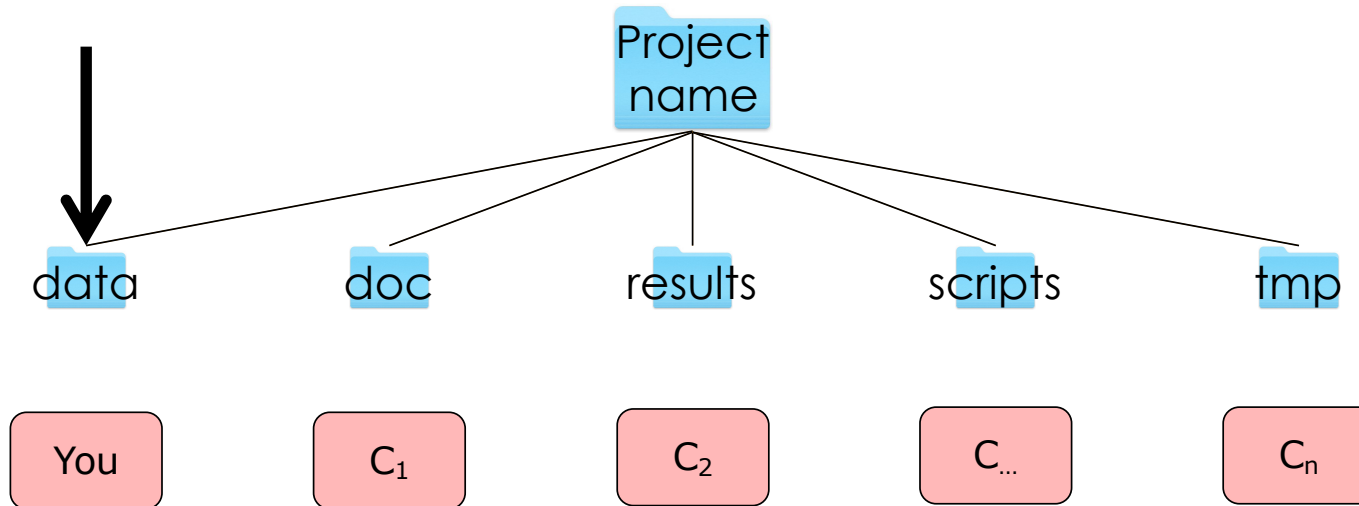 Project
name
data
doc
results
scripts
tmp
You
C₁
C₂
C…
Cₙ